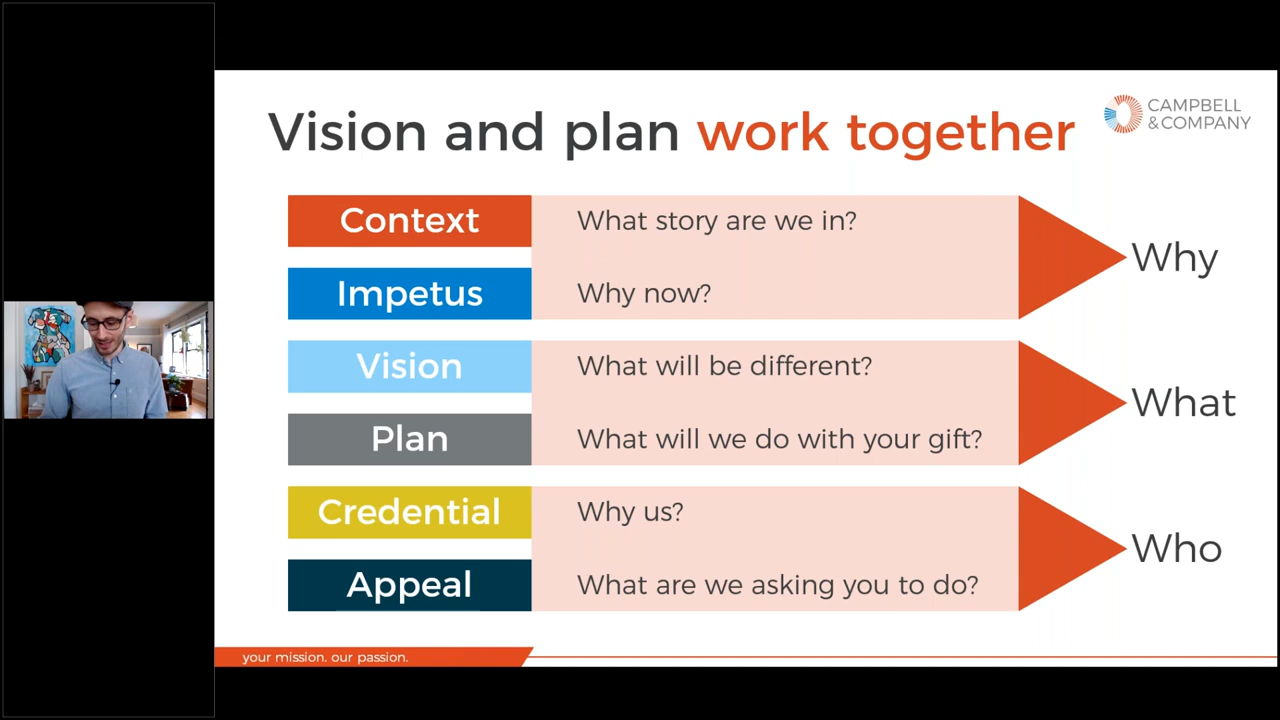 Vision and plan work together
CAMPBELL
&COMPANY
Context
What story are we in?
Impetus
Why now?
Why
Vision
What will be different?
Plan
What will we do with your gift?
What
Credential
Why us?
Appeal
What are we asking you to do?
Who
your mission. our passion.